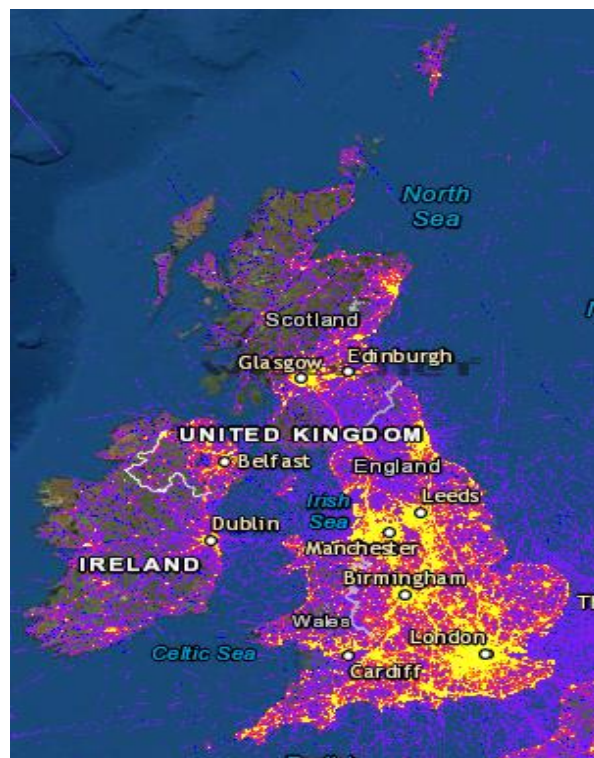 North
Sea
Scotland
Glasgow
Edinburgh
UNITED KINGDOM
Belfast
England
Irish
Sea
Leeds
Dublin
Manchester
IRELAND
Birmingham
Wales
London
Celtic Sea
Cardiff